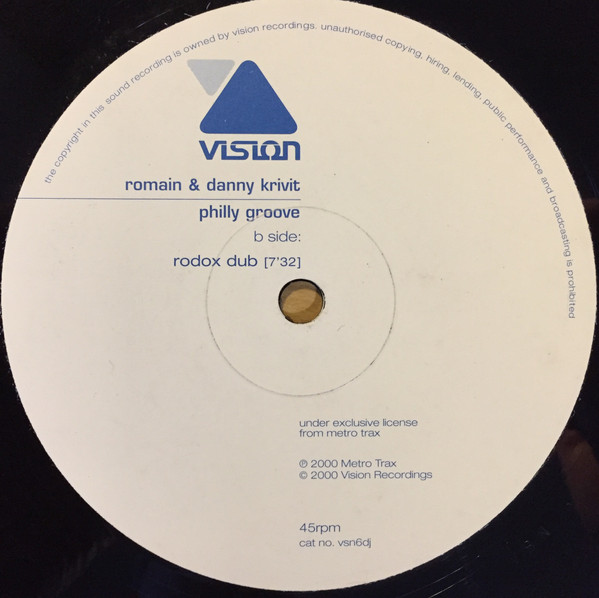 the copyright in this sound recording is owned by vision recordings. unauthorised copying, hiring, lending, public performance and broadcasting is prohibited
VISION
romain & danny krivit
philly groove
b side:
rodox dub [7'32]
under exclusive license
from metro trax
℗ 2000 Metro Trax
© 2000 Vision Recordings
45rpm
cat no. vsn6dj